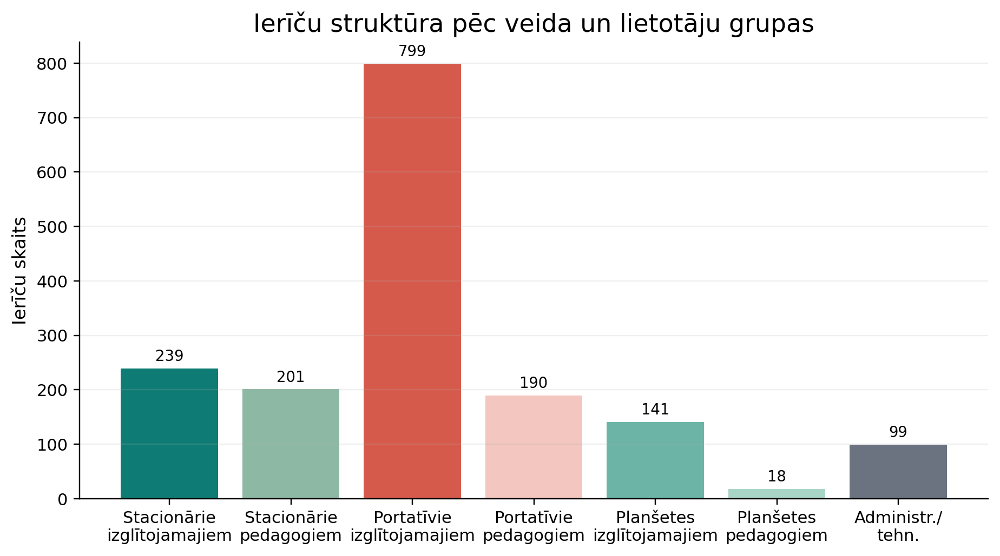 Ierīču struktūra pēc veida un lietotāju grupas
Ierīču skaits
800
700
600
500
400
300
200
100
0
239
201
799
190
141
18
99
Stacionārie
izglītojamajiem
Stacionārie
pedagogiem
Portatīvie
izglītojamajiem
Portatīvie
pedagogiem
Planšetes
izglītojamajiem
Planšetes
pedagogiem
Administr./
tehn.